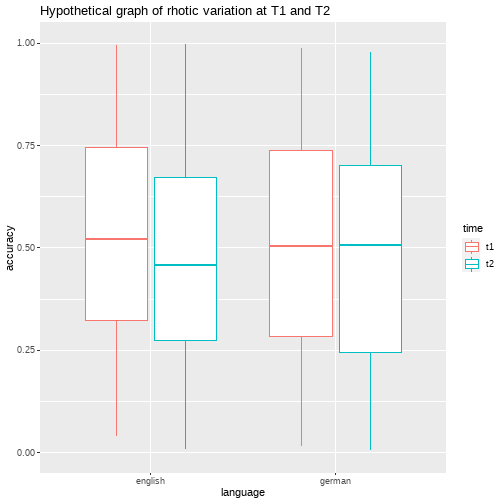 Hypothetical graph of rhotic variation at T1 and T2
1.00
0.75
0.50
0.25
0.00
accuracy
english german
language
time
t1
t2